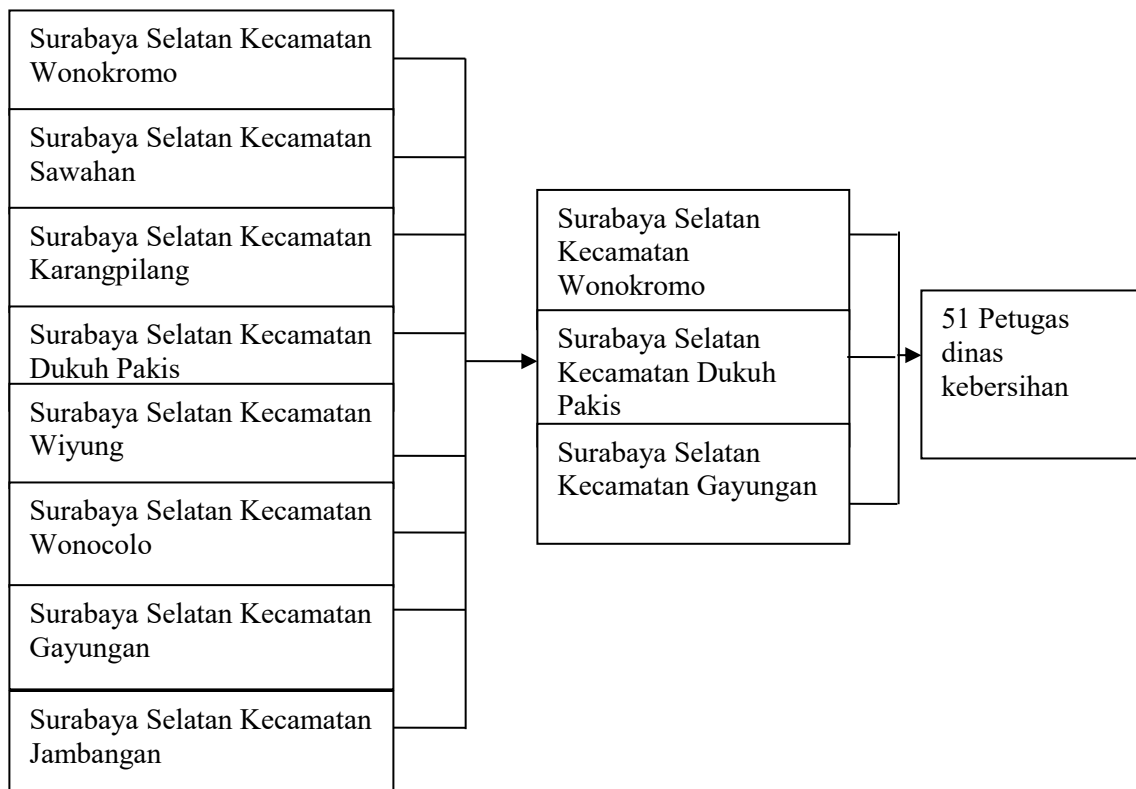 Surabaya Selatan Kecamatan
Wonokromo
Surabaya Selatan Kecamatan
Sawahan
Surabaya Selatan Kecamatan
Karangpilang
Surabaya Selatan Kecamatan
Dukuh Pakis
Surabaya Selatan Kecamatan
Wiyung
Surabaya Selatan Kecamatan
Wonocolo
Surabaya Selatan Kecamatan
Gayungan
Surabaya Selatan Kecamatan
Jambangan
Surabaya Selatan
Kecamatan
Wonokromo
Surabaya Selatan
Kecamatan Dukuh
Pakis
Surabaya Selatan
Kecamatan Gayungan
51 Petugas
dinas
kebersihan